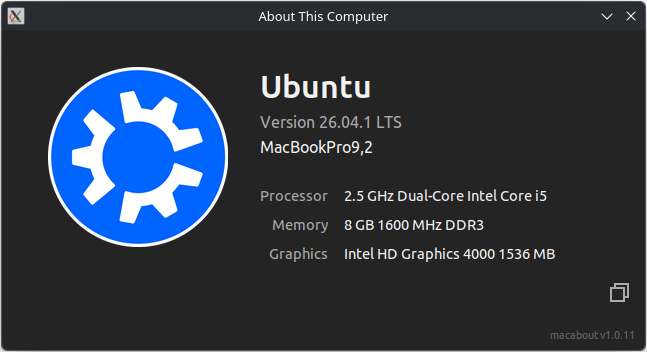 About This Computer
Ubuntu
Version 26.04.1 LTS
MacBookPro9,2
Processor 2.5 GHz Dual-Core Intel Core i5
Memory 8 GB 1600 MHz DDR3
Graphics Intel HD Graphics 4000 1536 MB
macabout v1.0.11